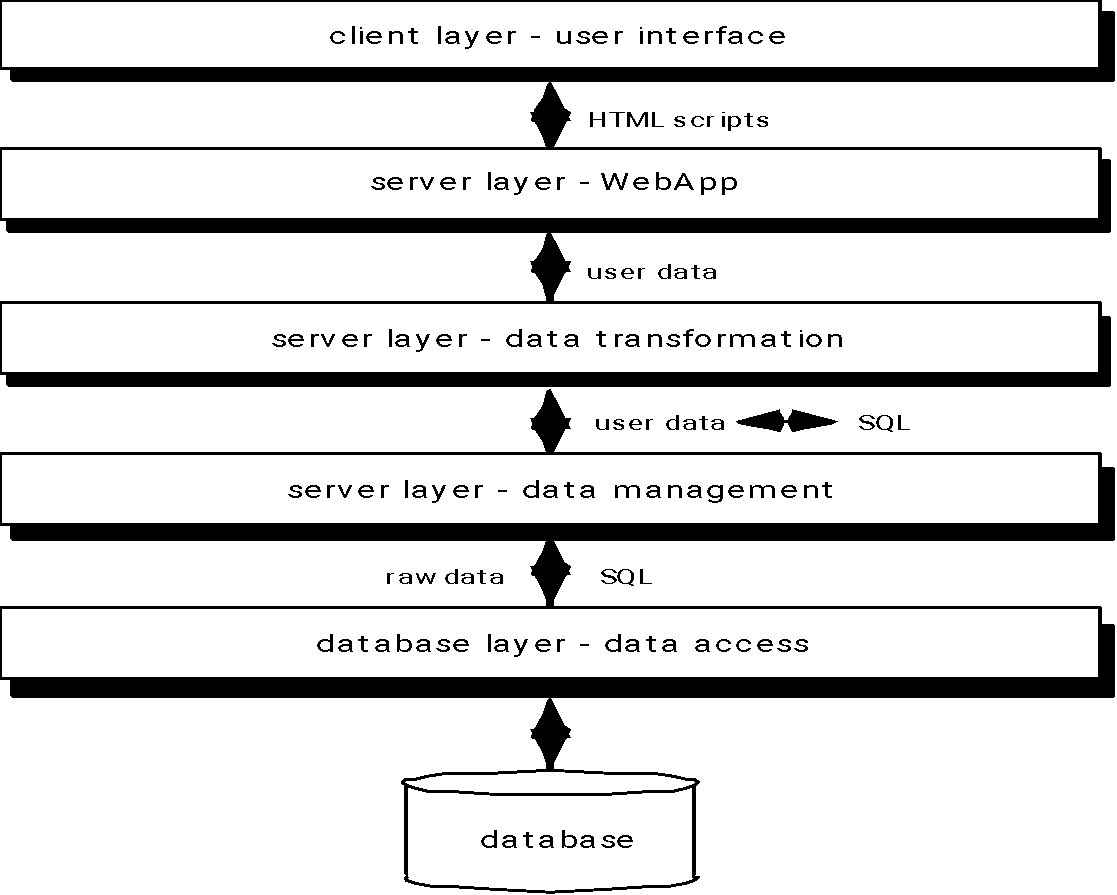 client layer - user interface
HTML scripts
server layer - WebApp
user data
server layer - data transformation
user data SQL
server layer - data management
raw data SQL
database layer - data access
database